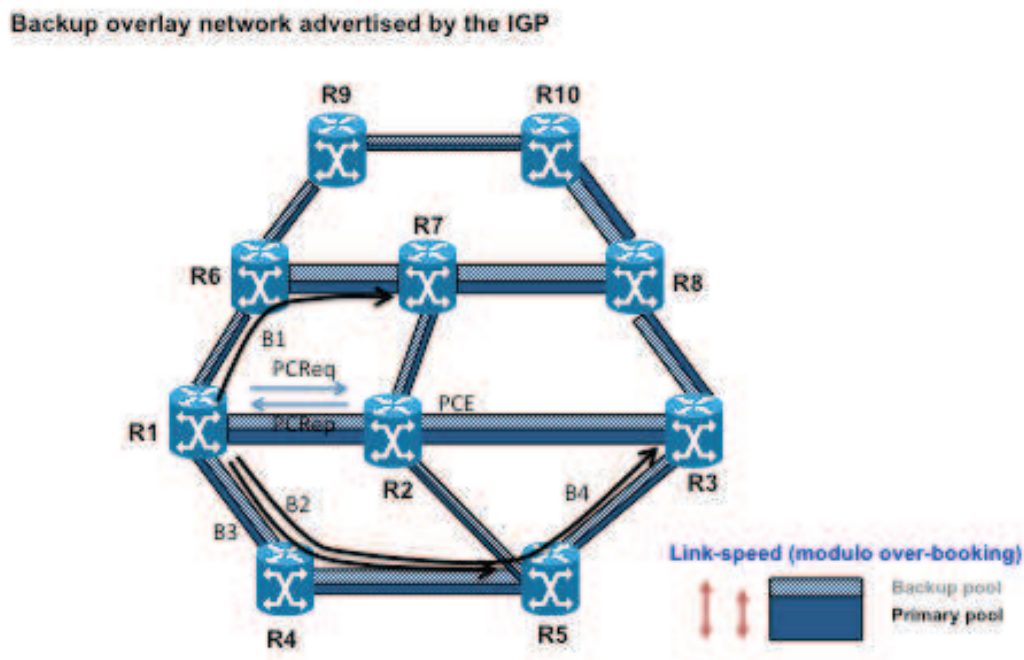 Backup overlay network advertised by the IGP
R9
R10
R7
R6
R8
B1
PCReq
PCE
PCRep
R1
R2
R3
B2
B4
B3
Link-speed (modulo over-booking)
Backup pool
Primary pool
R4
R5